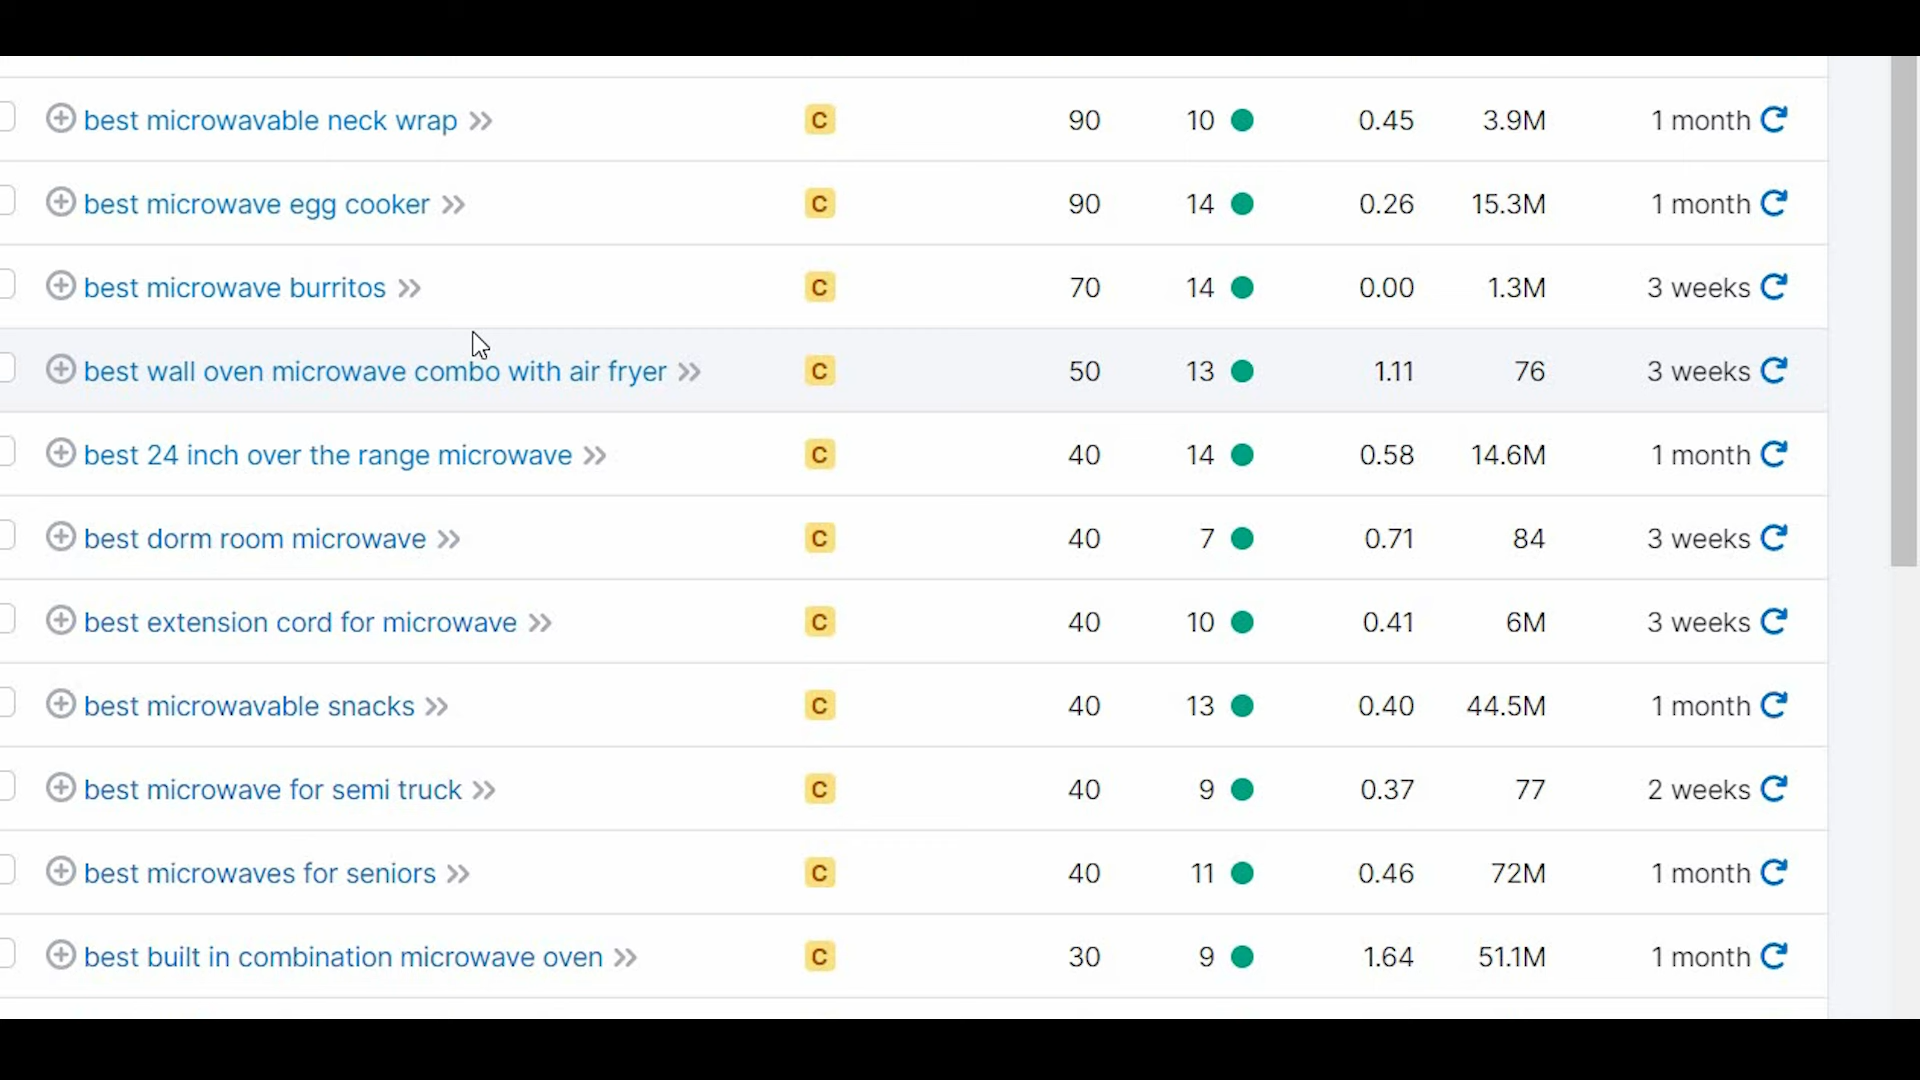 best microwavable neck wrap >> C 90 10 0.45 3.9M 1 month
best microwave egg cooker >> C 90 14 0.26 15.3M 1 month
best microwave burritos >> C 70 14 0.00 1.3M 3 weeks
best wall oven microwave combo with air fryer >> C 50 13 1.11 76 3 weeks
best 24 inch over the range microwave >> C 40 14 0.58 14.6M 1 month
best dorm room microwave >> C 40 7 0.71 84 3 weeks
best extension cord for microwave >> C 40 10 0.41 6M 3 weeks
best microwavable snacks >> C 40 13 0.40 44.5M 1 month
best microwave for semi truck >> C 40 9 0.37 77 2 weeks
best microwaves for seniors >> C 40 11 0.46 72M 1 month
best built in combination microwave oven >> C 30 9 1.64 51.1M 1 month